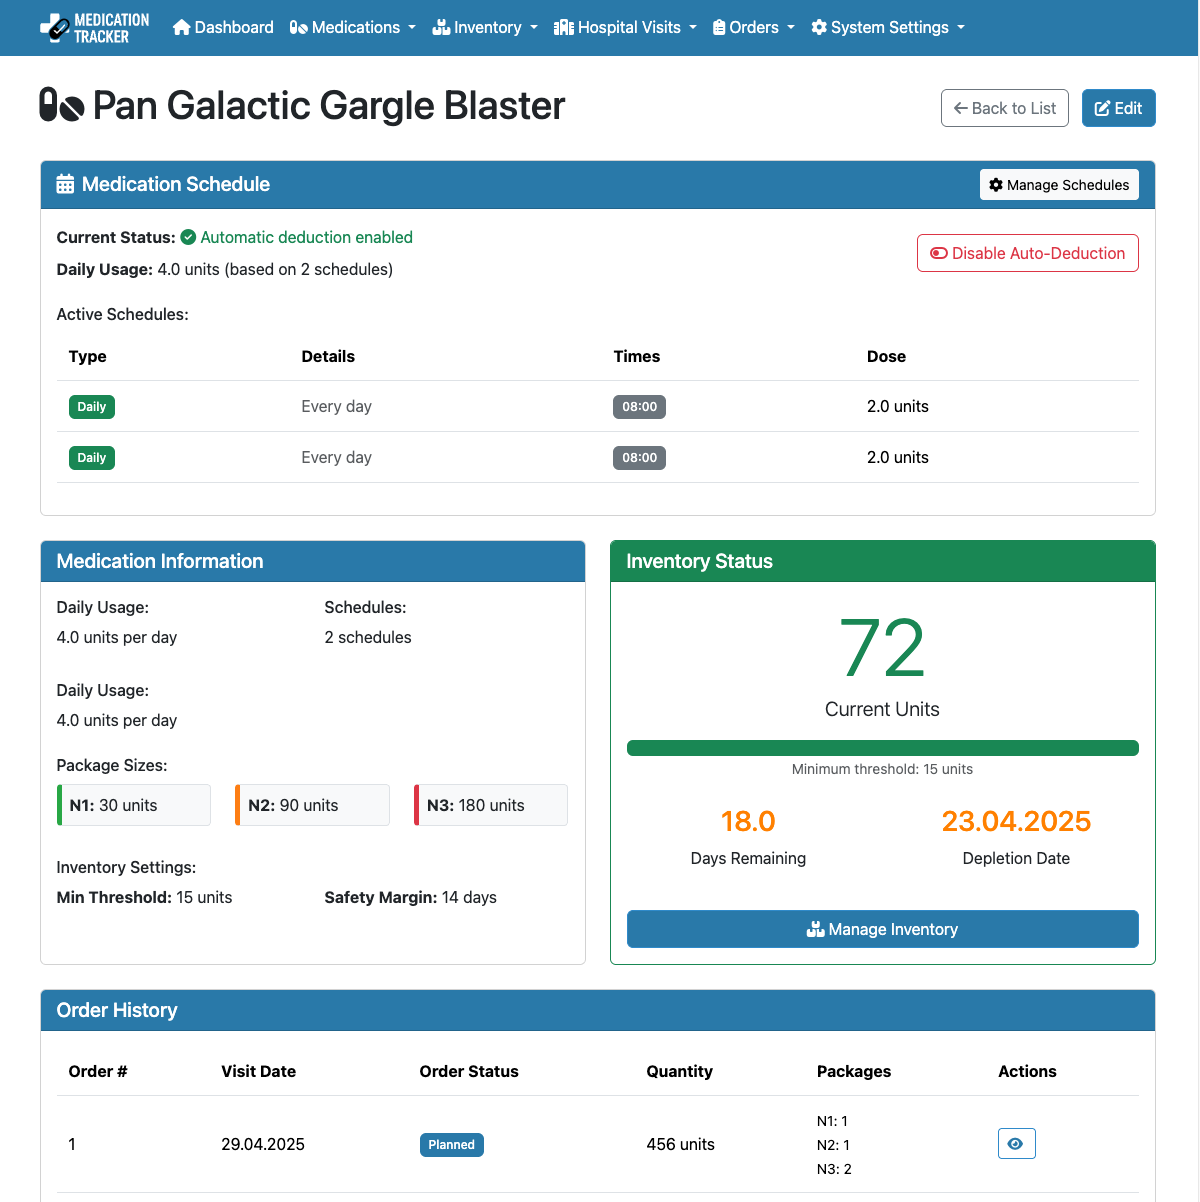 MEDICATION TRACKER Dashboard Medications Inventory Hospital Visits Orders System Settings
Pan Galactic Gargle Blaster
Back to List Edit
Medication Schedule Manage Schedules
Current Status: Automatic deduction enabled
Disable Auto-Deduction
Daily Usage: 4.0 units (based on 2 schedules)
Active Schedules:
Type Details Times Dose
Daily Every day 08:00 2.0 units
Daily Every day 08:00 2.0 units
Medication Information
Daily Usage: Schedules:
4.0 units per day 2 schedules
Daily Usage:
4.0 units per day
Package Sizes:
N1: 30 units N2: 90 units N3: 180 units
Inventory Settings:
Min Threshold: 15 units Safety Margin: 14 days
Inventory Status
72
Current Units
Minimum threshold: 15 units
18.0 23.04.2025
Days Remaining Depletion Date
Manage Inventory
Order History
Order # Visit Date Order Status Quantity Packages Actions
1 29.04.2025 Planned 456 units N1: 1
N2: 1
N3: 2